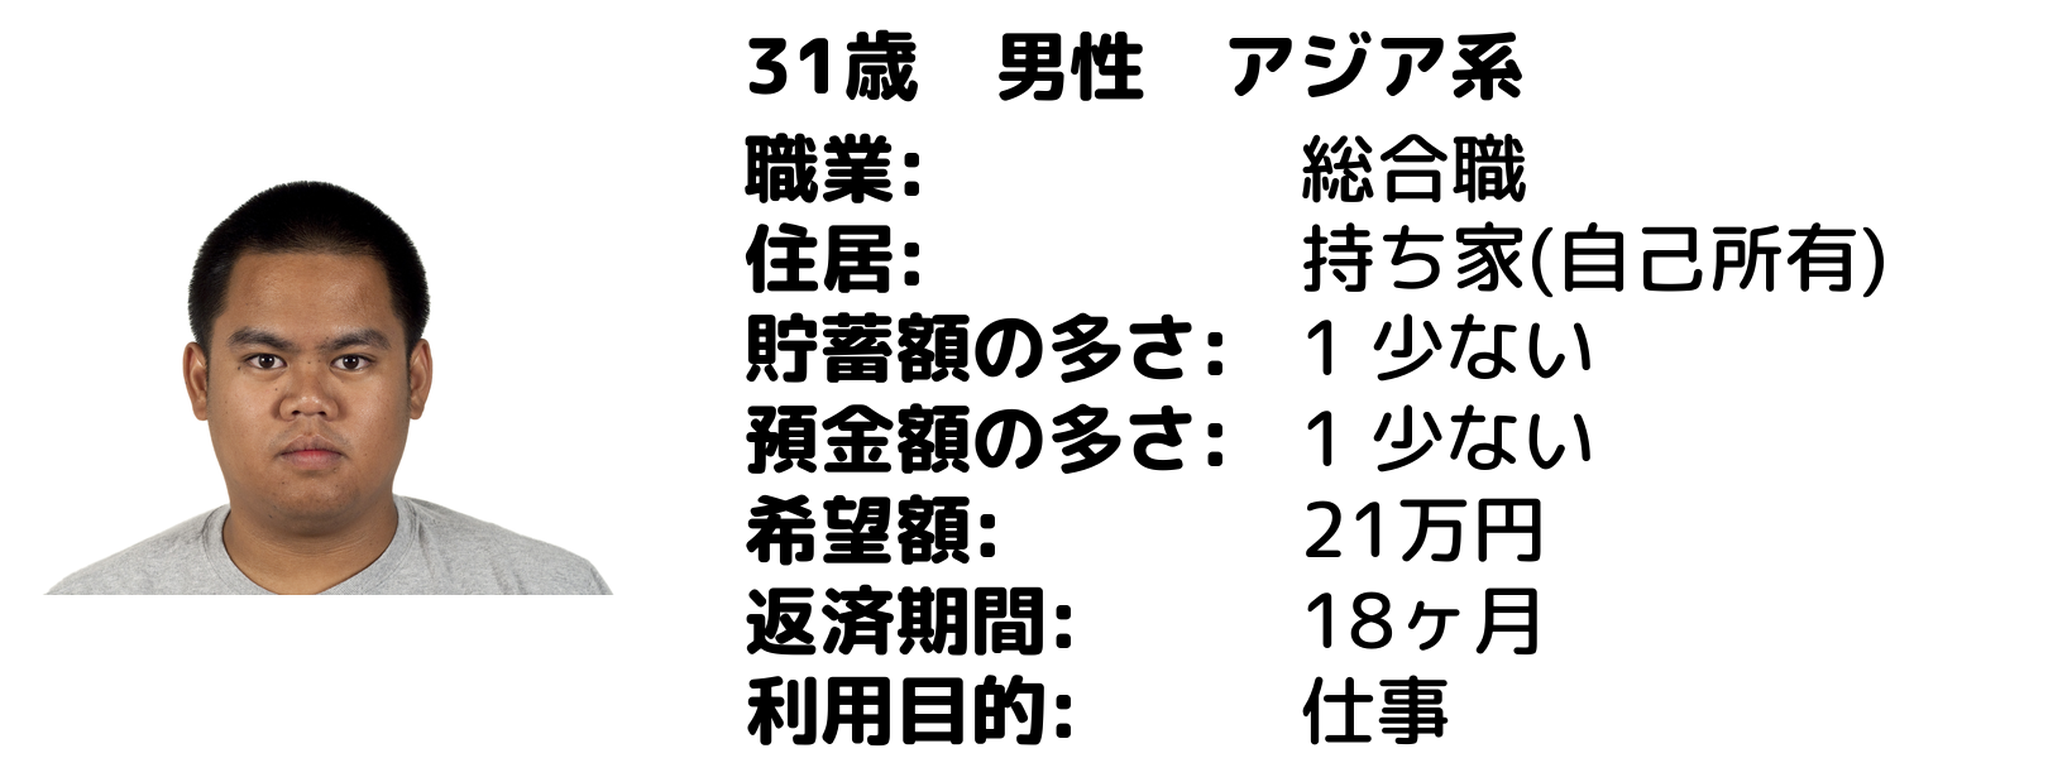 31歳　男性　アジア系
職業: 総合職
住居: 持ち家(自己所有)
貯蓄額の多さ: 1 少ない
預金額の多さ: 1 少ない
希望額: 21万円
返済期間: 18ヶ月
利用目的: 仕事